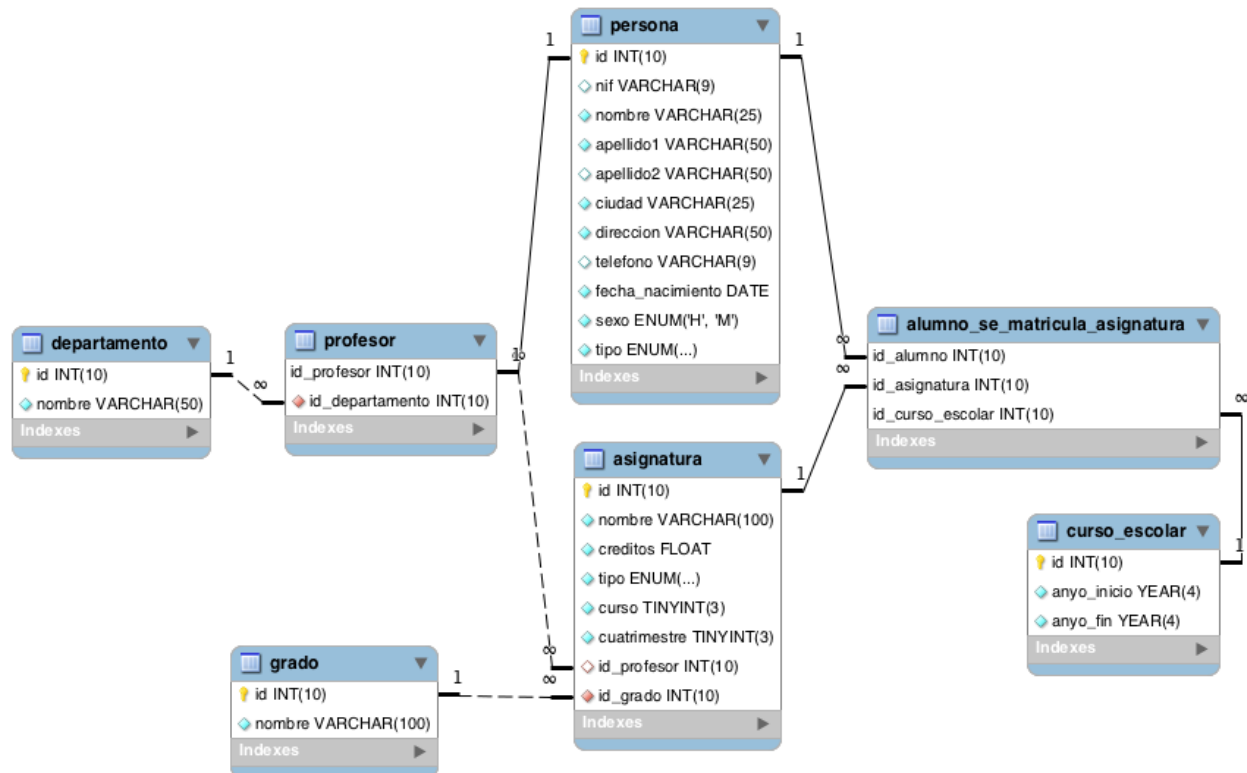 persona
id INT(10)
nif VARCHAR(9)
nombre VARCHAR(25)
apellido1 VARCHAR(50)
apellido2 VARCHAR(50)
ciudad VARCHAR(25)
direccion VARCHAR(50)
telefono VARCHAR(9)
fecha_nacimiento DATE
sexo ENUM('H', 'M')
tipo ENUM(...)
Indexes
1
1
departamento
id INT(10)
nombre VARCHAR(50)
Indexes
1
∞
profesor
id_profesor INT(10)
id_departamento INT(10)
Indexes
alumno_se_matricula_asignatura
id_alumno INT(10)
id_asignatura INT(10)
id_curso_escolar INT(10)
Indexes
∞
∞
∞
asignatura
id INT(10)
nombre VARCHAR(100)
creditos FLOAT
tipo ENUM(...)
curso TINYINT(3)
cuatrimestre TINYINT(3)
id_profesor INT(10)
id_grado INT(10)
Indexes
1
∞
∞
curso_escolar
id INT(10)
anyo_inicio YEAR(4)
anyo_fin YEAR(4)
Indexes
1
grado
id INT(10)
nombre VARCHAR(100)
Indexes
1